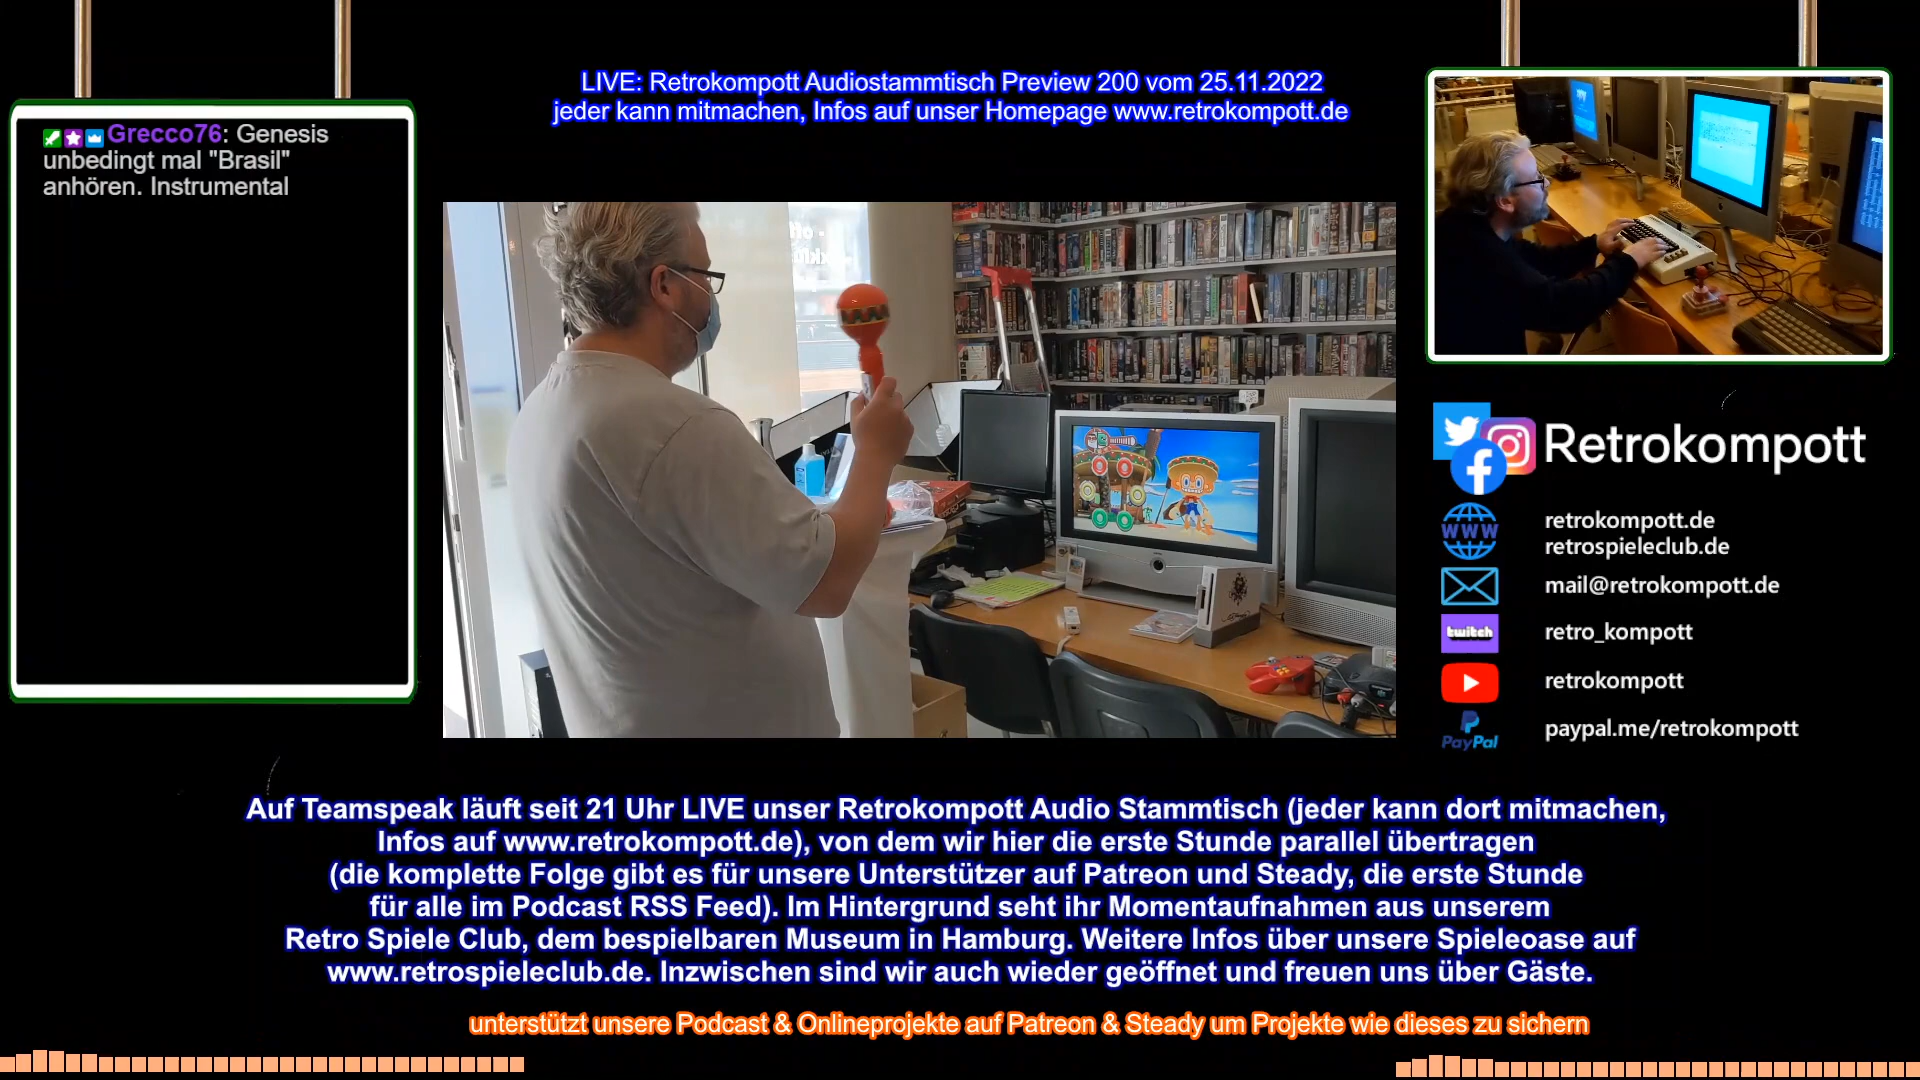 LIVE: Retrokompott Audiostammtisch Preview 200 vom 25.11.2022
jeder kann mitmachen, Infos auf unser Homepage www.retrokompott.de
Grecco76: Genesis
unbedingt mal "Brasil"
anhören. Instrumental
Retrokompott
www
retrokompott.de
retrospieleclub.de
mail@retrokompott.de
twitch
retro_kompott
retrokompott
PayPal
paypal.me/retrokompott
Auf Teamspeak läuft seit 21 Uhr LIVE unser Retrokompott Audio Stammtisch (jeder kann dort mitmachen,
Infos auf www.retrokompott.de), von dem wir hier die erste Stunde parallel übertragen
(die komplette Folge gibt es für unsere Unterstützer auf Patreon und Steady, die erste Stunde
für alle im Podcast RSS Feed). Im Hintergrund seht ihr Momentaufnahmen aus unserem
Retro Spiele Club, dem bespielbaren Museum in Hamburg. Weitere Infos über unsere Spieleoase auf
www.retrospieleclub.de. Inzwischen sind wir auch wieder geöffnet und freuen uns über Gäste.
unterstützt unsere Podcast & Onlineprojekte auf Patreon & Steady um Projekte wie dieses zu sichern